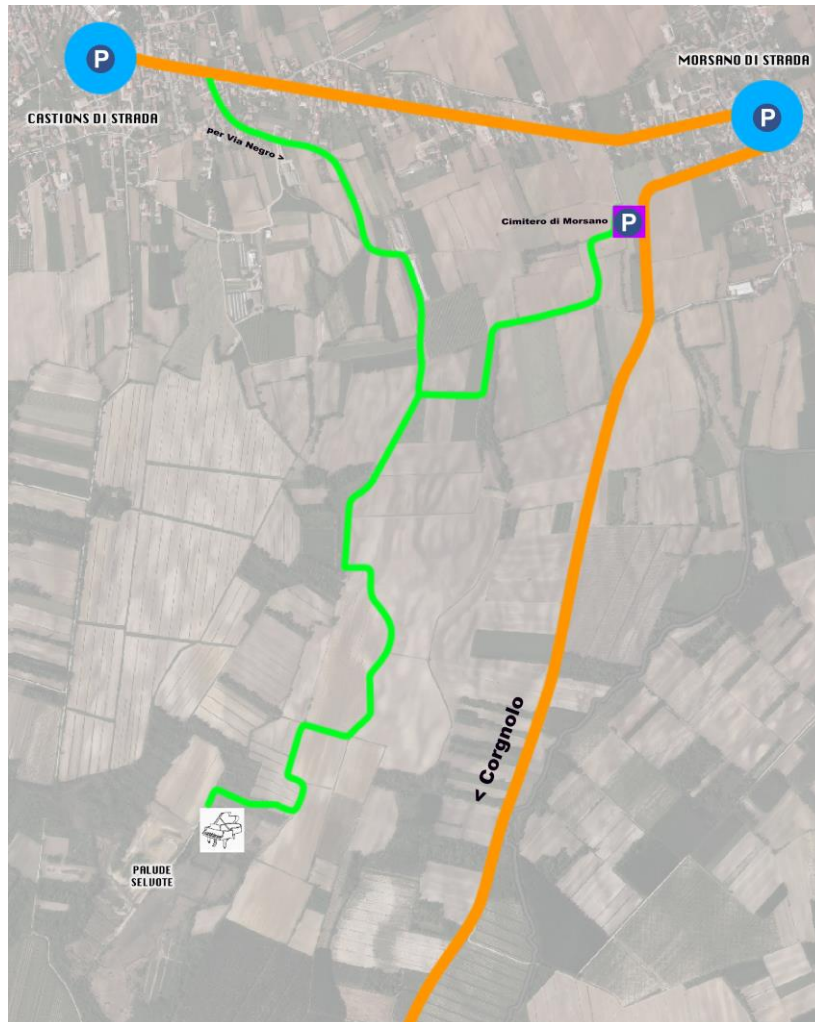 P
MORSANO DI STRADA
P
CASTIONS DI STRADA
per Via Negro >
Cimitero di Morsano
P
< Corgnolo
PALUDE
SELVOTE